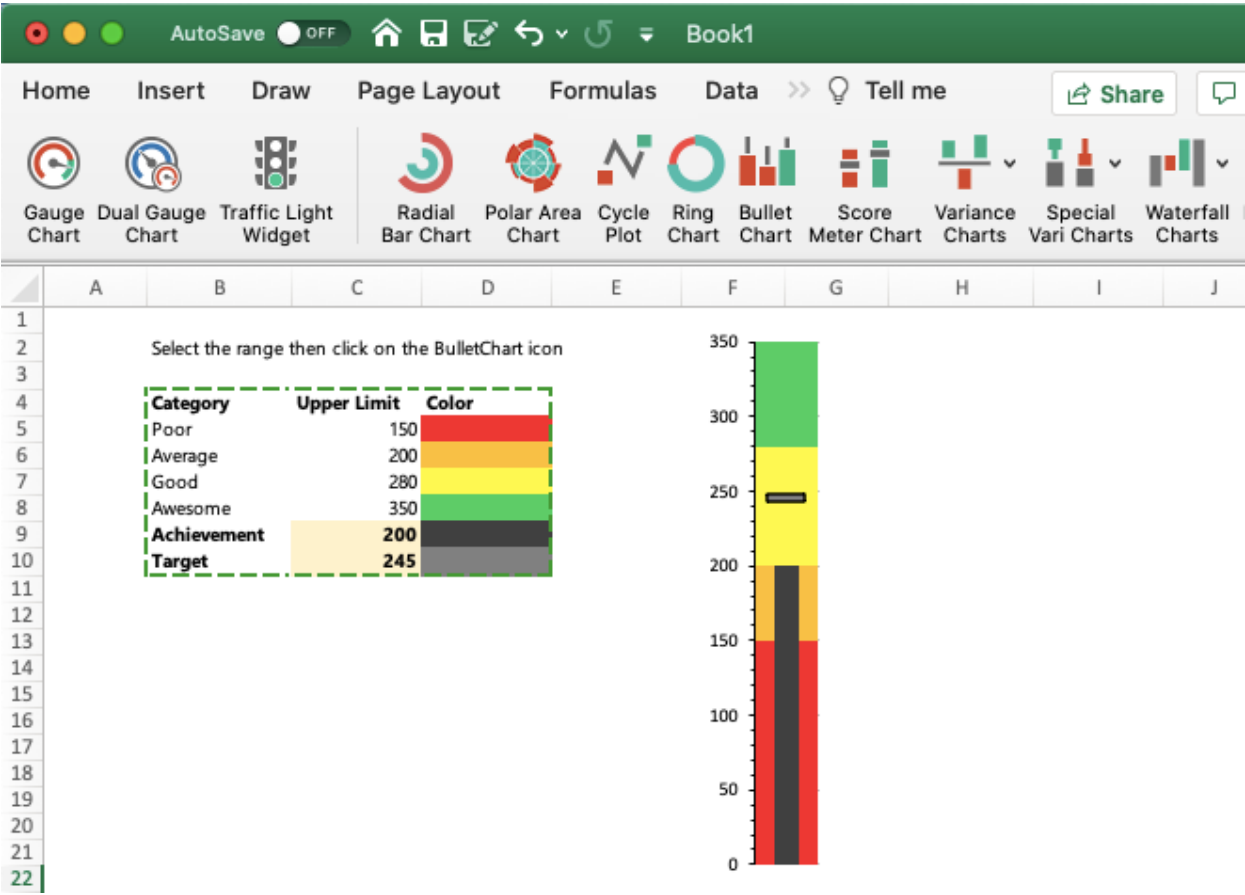 AutoSave OFF Book1
Home Insert Draw Page Layout Formulas Data Tell me Share
Gauge Chart
Dual Gauge Chart
Traffic Light Widget
Radial Bar Chart
Polar Area Chart
Cycle Plot
Ring Chart
Bullet Chart
Score Meter Chart
Variance Charts
Special Vari Charts
Waterfall Charts
A B C D E F G H I J
1
2 Select the range then click on the BulletChart icon
3
4 Category Upper Limit Color
5 Poor 150
6 Average 200
7 Good 280
8 Awesome 350
9 Achievement 200
10 Target 245
11
12
13
14
15
16
17
18
19
20
21
22
350
300
250
200
150
100
50
0